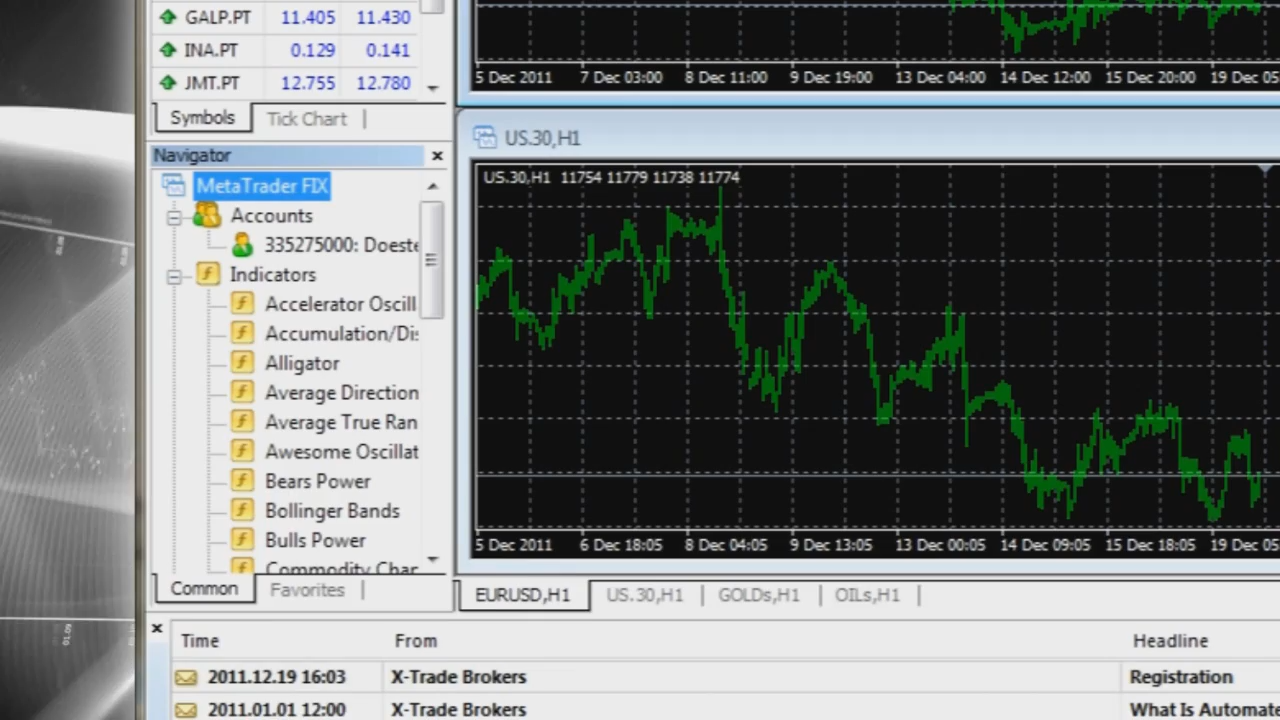 GALP.PT 11.405 11.430
INA.PT 0.129 0.141
JMT.PT 12.755 12.780
Symbols Tick Chart
5 Dec 2011 7 Dec 03:00 8 Dec 11:00 9 Dec 19:00 13 Dec 04:00 14 Dec 12:00 15 Dec 20:00 19 Dec 05
Navigator
MetaTrader FIX
Accounts
335275000: Doeste
Indicators
Accelerator Oscill
Accumulation/Dis
Alligator
Average Direction
Average True Ran
Awesome Oscillat
Bears Power
Bollinger Bands
Bulls Power
Commodity Char
Common Favorites
US.30,H1
US.30,H1 11754 11779 11738 11774
5 Dec 2011 6 Dec 18:05 8 Dec 04:05 9 Dec 13:05 13 Dec 00:05 14 Dec 09:05 15 Dec 18:05 19 Dec 05
EURUSD,H1 US.30,H1 GOLDs,H1 OILs,H1
Time From Headline
2011.12.19 16:03 X-Trade Brokers Registration
2011.01.01 12:00 X-Trade Brokers What Is Automate